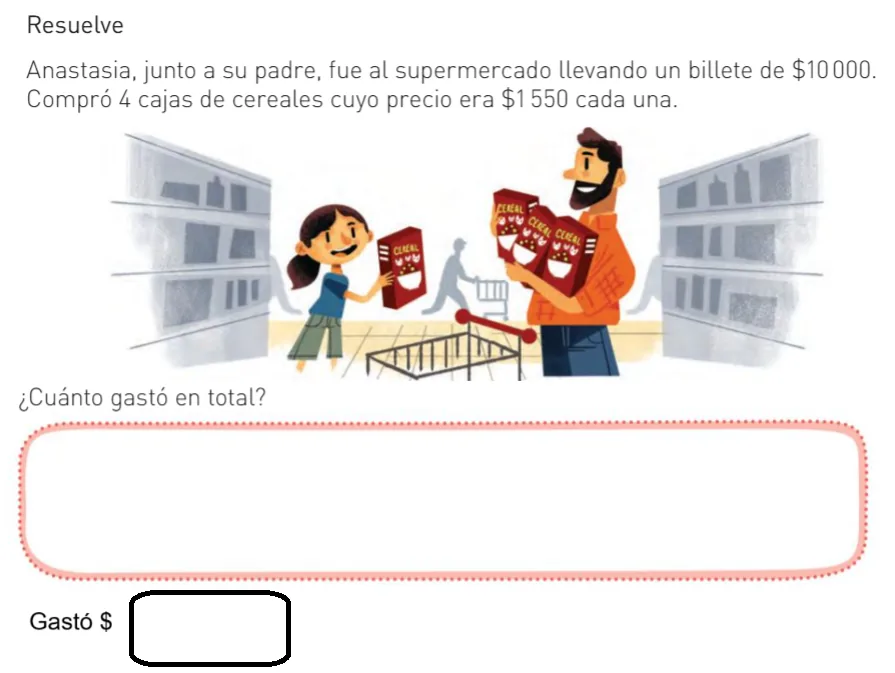 Resuelve
Anastasia, junto a su padre, fue al supermercado llevando un billete de $10 000.
Compró 4 cajas de cereales cuyo precio era $1 550 cada una.
CEREAL
CEREAL
CEREAL
CEREAL
¿Cuánto gastó en total?
Gastó $